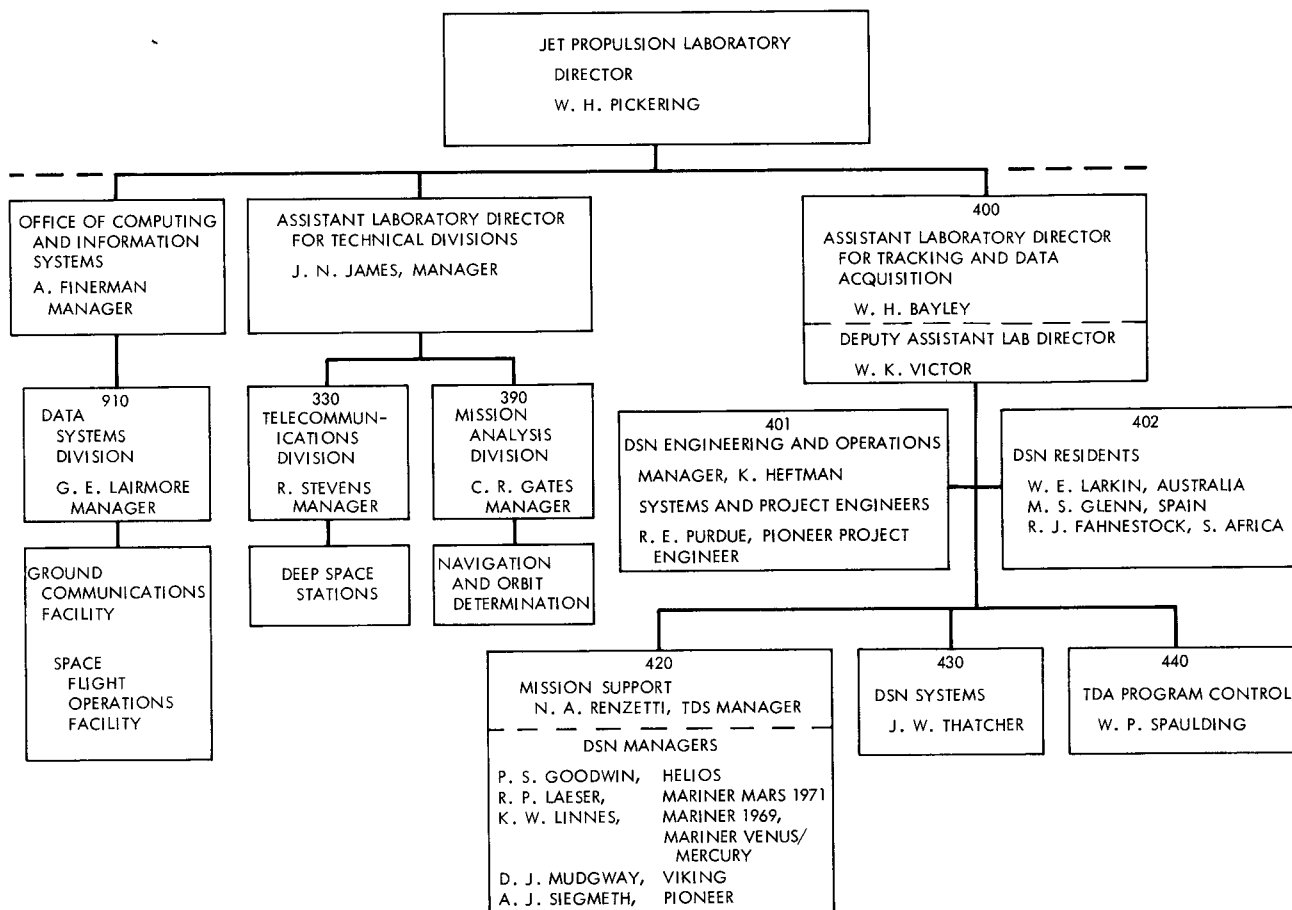 JET PROPULSION LABORATORY
DIRECTOR
W. H. PICKERING
OFFICE OF COMPUTING
AND INFORMATION
SYSTEMS
A. FINERMAN
MANAGER
ASSISTANT LABORATORY DIRECTOR
FOR TECHNICAL DIVISIONS
J. N. JAMES, MANAGER
400
ASSISTANT LABORATORY DIRECTOR
FOR TRACKING AND DATA
ACQUISITION
W. H. BAYLEY
DEPUTY ASSISTANT LAB DIRECTOR
W. K. VICTOR
910
DATA
SYSTEMS
DIVISION
G. E. LAIRMORE
MANAGER
330
TELECOMMUN-
ICATIONS
DIVISION
R. STEVENS
MANAGER
390
MISSION
ANALYSIS
DIVISION
C. R. GATES
MANAGER
401
DSN ENGINEERING AND OPERATIONS
MANAGER, K. HEFTMAN
SYSTEMS AND PROJECT ENGINEERS
R. E. PURDUE, PIONEER PROJECT
ENGINEER
402
DSN RESIDENTS
W. E. LARKIN, AUSTRALIA
M. S. GLENN, SPAIN
R. J. FAHNESTOCK, S. AFRICA
GROUND
COMMUNICATIONS
FACILITY
SPACE
FLIGHT
OPERATIONS
FACILITY
DEEP SPACE
STATIONS
NAVIGATION
AND ORBIT
DETERMINATION
420
MISSION SUPPORT
N. A. RENZETTI, TDS MANAGER
DSN MANAGERS
P. S. GOODWIN, HELIOS
R. P. LAESER, MARINER MARS 1971
K. W. LINNES, MARINER 1969,
MARINER VENUS/
MERCURY
D. J. MUDGWAY, VIKING
A. J. SIEGMETH, PIONEER
430
DSN SYSTEMS
J. W. THATCHER
440
TDA PROGRAM CONTROL
W. P. SPAULDING